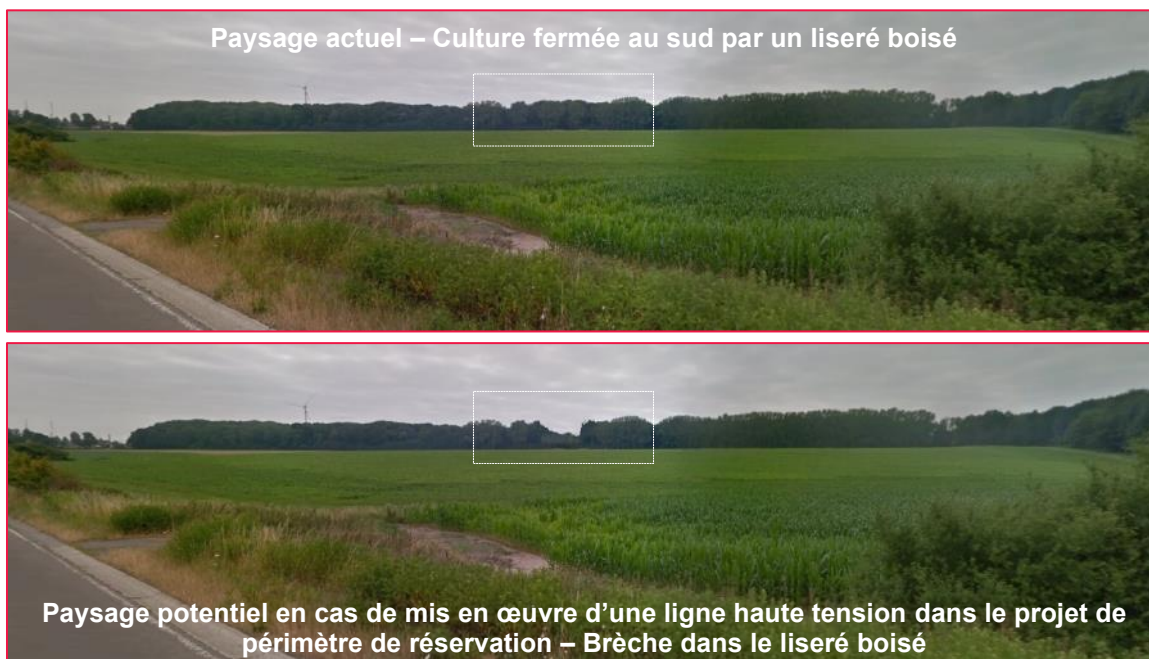 Paysage actuel – Culture fermée au sud par un liseré boisé
Paysage potentiel en cas de mis en œuvre d’une ligne haute tension dans le projet de
périmètre de réservation – Brèche dans le liseré boisé